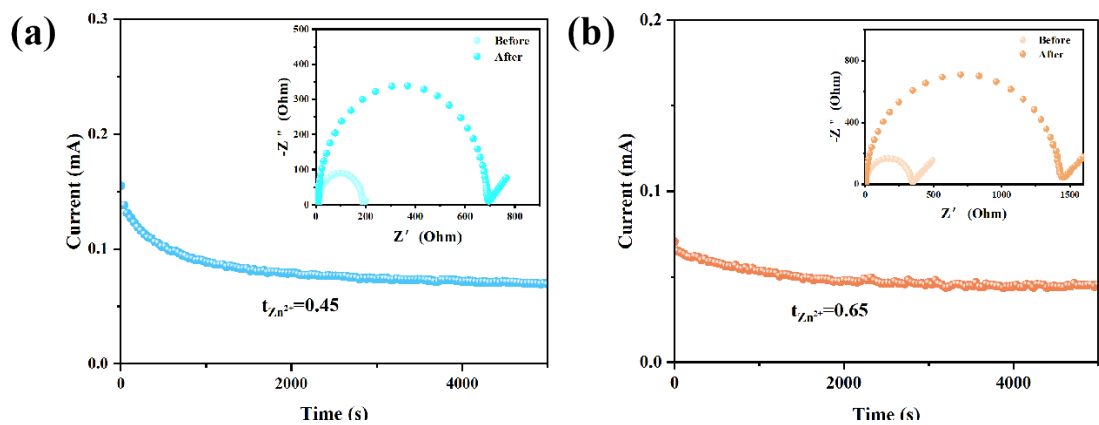 (a)
0.3
0.2
0.1
0.0
Current (mA)
0
2000
4000
Time (s)
t_Zn²⁺=0.45
500
400
300
200
100
0
-Z'' (Ohm)
0
200
400
600
800
Z' (Ohm)
Before
After
(b)
0.2
0.1
0.0
Current (mA)
0
2000
4000
Time (s)
t_Zn²⁺=0.65
800
400
0
-Z'' (Ohm)
0
500
1000
1500
Z' (Ohm)
Before
After